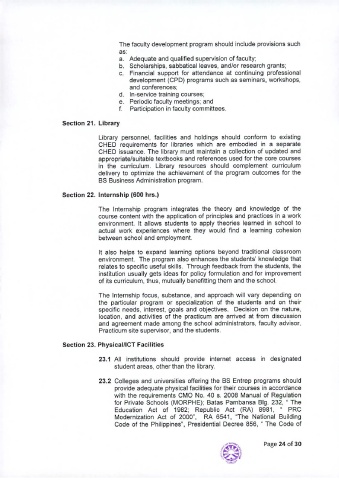 The faculty development program should include provisions such
as:
a. Adequate and qualified supervision of faculty;
b. Scholarships, sabbatical leaves, and/or research grants;
c. Financial support for attendance at continuing professional
development (CPD) programs such as seminars, workshops,
and conferences;
d. In-service training courses;
e. Periodic faculty meetings; and
f. Participation in faculty committees.
Section 21. Library
Library personnel, facilities and holdings should conform to existing
CHED requirements for libraries which are embodied in a separate
CHED issuance. The library must maintain a collection of updated and
appropriate/suitable textbooks and references used for the core courses
in the curriculum. Library resources should complement curriculum
delivery to optimize the achievement of the program outcomes for the
BS Business Administration program.
Section 22. Internship (600 hrs.)
The Internship program integrates the theory and knowledge of the
course content with the application of principles and practices in a work
environment. It allows students to apply theories learned in school to
actual work experiences where they would find a learning cohesion
between school and employment.
It also helps to expand learning options beyond traditional classroom
environment. The program also enhances the students' knowledge that
relates to specific useful skills. Through feedback from the students, the
institution usually gets ideas for policy formulation and for improvement
of its curriculum, thus, mutually benefitting them and the school.
The Internship focus, substance, and approach will vary depending on
the particular program or specialization of the students and on their
specific needs, interest, goals and objectives. Decision on the nature,
location, and activities of the practicum are arrived at from discussion
and agreement made among the school administrators, faculty advisor,
Practicum site supervisor, and the students.
Section 23. Physical/ICT Facilities
23.1 All institutions should provide internet access in designated
student areas, other than the library.
23.2 Colleges and universities offering the BS Entrep programs should
provide adequate physical facilities for their courses in accordance
with the requirements CMO No. 40 s. 2008 Manual of Regulation
for Private Schools (MORPHE); Batas Pambansa Blg. 232, " The
Education Act of 1982; Republic Act (RA) 8981, " PRC
Modernization Act of 2000", RA 6541, "The National Building
Code of the Philippines", Presidential Decree 856, " The Code of
Page 24 of 30